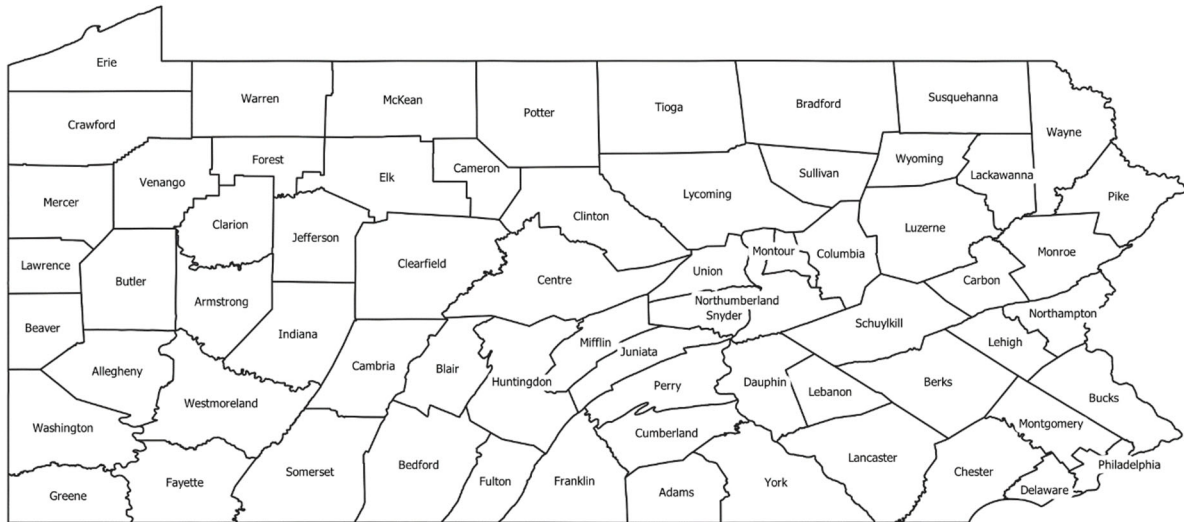 Erie
Crawford
Warren
McKean
Potter
Tioga
Bradford
Susquehanna
Wayne
Forest
Venango
Elk
Cameron
Mercer
Clarion
Jefferson
Clinton
Lycoming
Sullivan
Wyoming
Lackawanna
Pike
Lawrence
Butler
Armstrong
Clearfield
Centre
Union
Montour
Columbia
Luzerne
Carbon
Monroe
Beaver
Indiana
Northumberland
Snyder
Schuylkill
Northampton
Lehigh
Allegheny
Cambria
Blair
Huntingdon
Mifflin
Juniata
Perry
Dauphin
Lebanon
Berks
Bucks
Westmoreland
Washington
Cumberland
Montgomery
Lancaster
Philadelphia
Greene
Fayette
Somerset
Bedford
Fulton
Franklin
Adams
York
Chester
Delaware